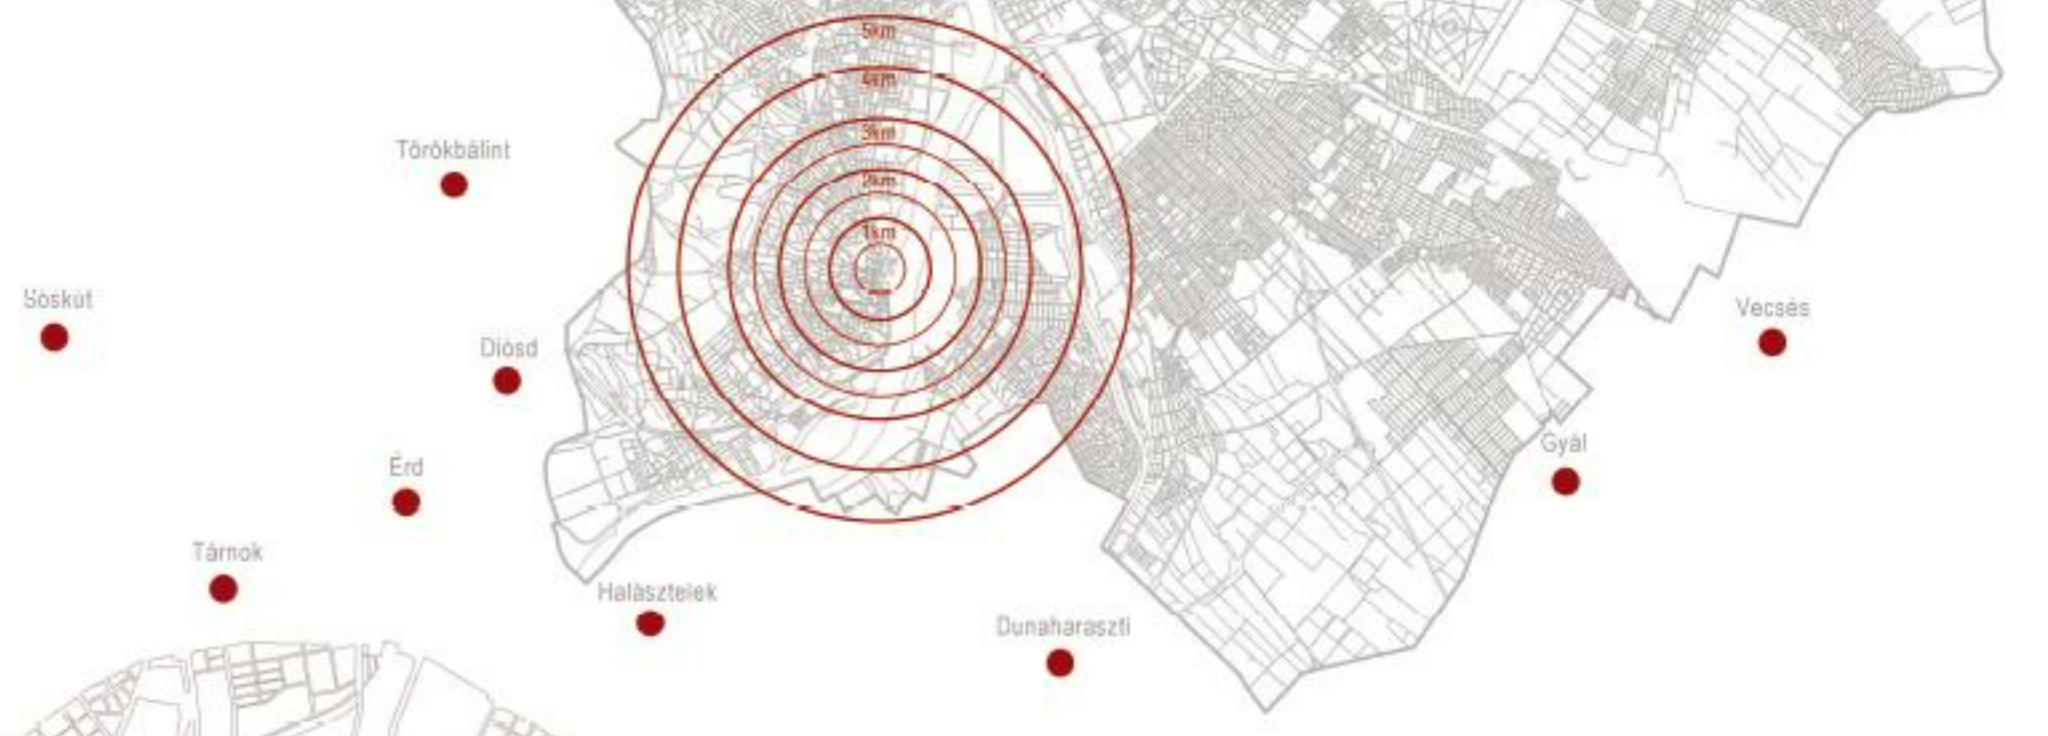 5km
4km
3km
2km
1km
Törökbálint
Sóskút
Diósd
Vecsés
Érd
Gyál
Tárnok
Halásztelek
Dunaharaszti